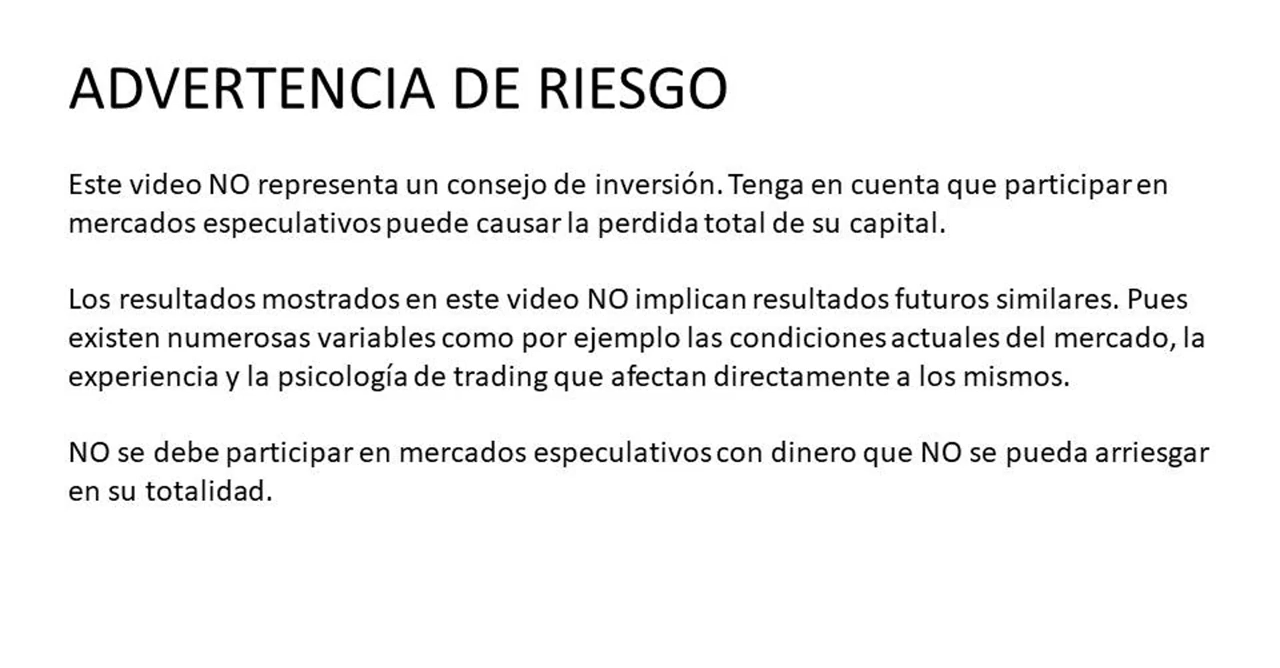 ADVERTENCIA DE RIESGO
Este video NO representa un consejo de inversión. Tenga en cuenta que participar en
mercados especulativos puede causar la perdida total de su capital.
Los resultados mostrados en este video NO implican resultados futuros similares. Pues
existen numerosas variables como por ejemplo las condiciones actuales del mercado, la
experiencia y la psicología de trading que afectan directamente a los mismos.
NO se debe participar en mercados especulativos con dinero que NO se pueda arriesgar
en su totalidad.